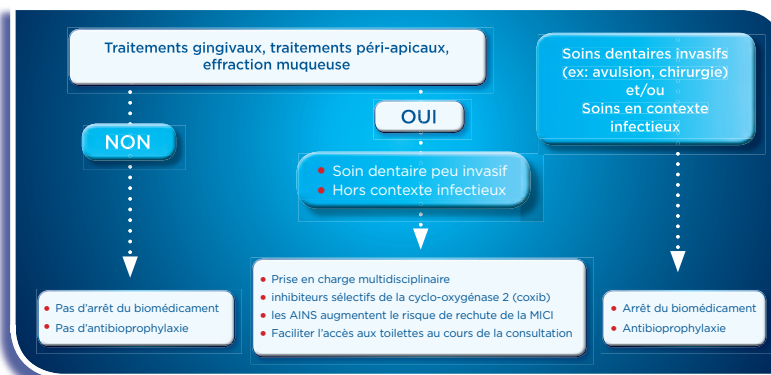 Traitements gingivaux, traitements péri-apicaux,
effraction muqueuse
NON
Pas d'arrêt du biomédicament
Pas d'antibioprophylaxie
OUI
Soin dentaire peu invasif
Hors contexte infectieux
Prise en charge multidisciplinaire
inhibiteurs sélectifs de la cyclo-oxygénase 2 (coxib)
les AINS augmentent le risque de rechute de la MICI
Faciliter l'accès aux toilettes au cours de la consultation
Soins dentaires invasifs
(ex: avulsion, chirurgie)
et/ou
Soins en contexte
infectieux
Arrêt du biomédicament
Antibioprophylaxie